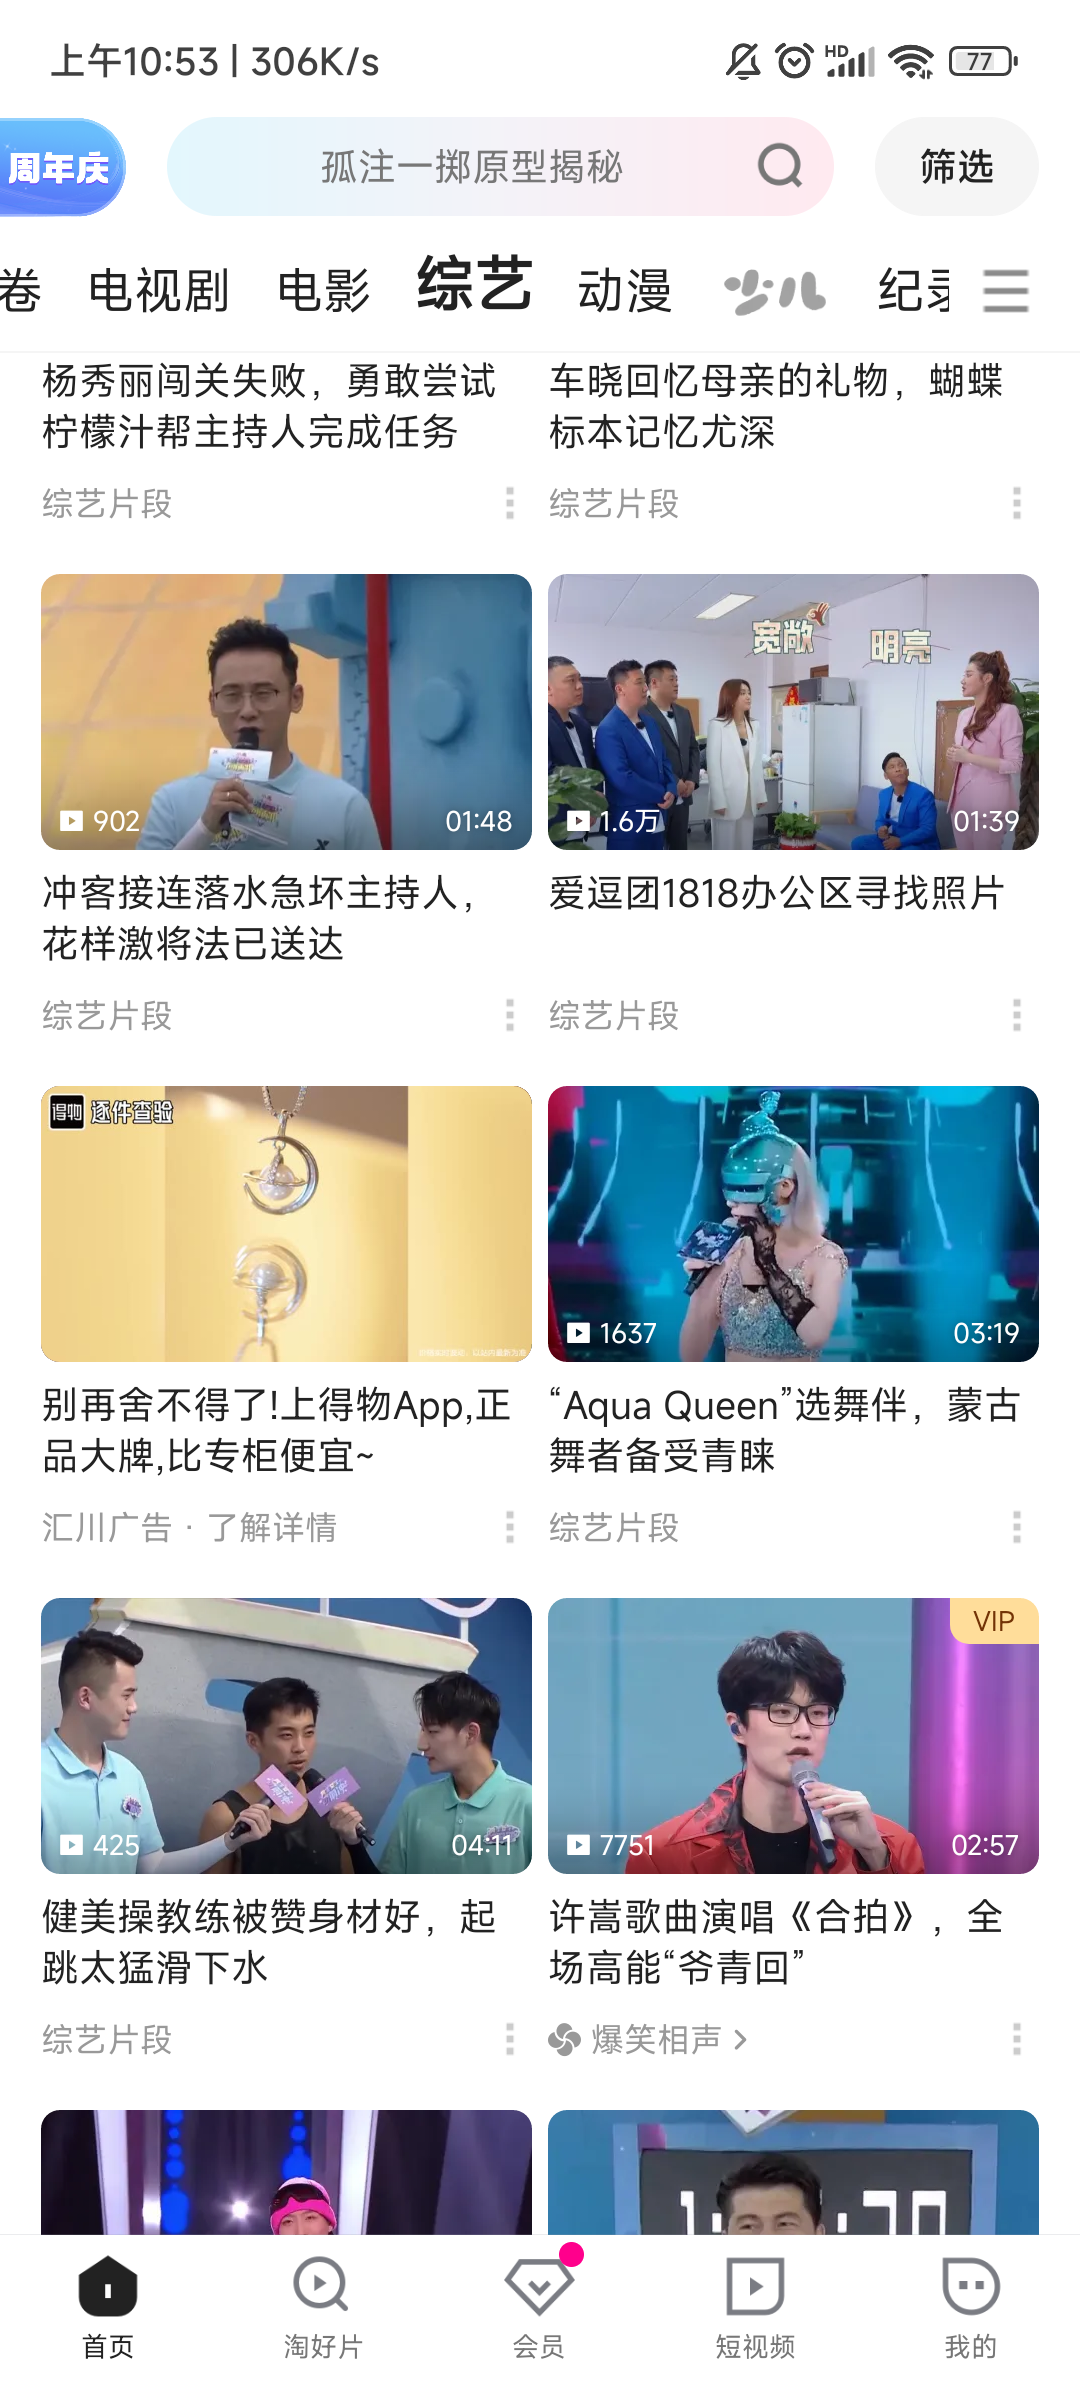 上午10:53 | 306K/s
HD
77
周年庆
孤注一掷原型揭秘
筛选
卷
电视剧
电影
综艺
动漫
少儿
纪录
杨秀丽闯关失败，勇敢尝试
柠檬汁帮主持人完成任务
综艺片段
车晓回忆母亲的礼物，蝴蝶
标本记忆尤深
综艺片段
902
01:48
冲客接连落水急坏主持人，
花样激将法已送达
综艺片段
宽敞
明亮
1.6万
01:39
爱逗团1818办公区寻找照片
综艺片段
得物
逐件查验
别再舍不得了!上得物App,正
品大牌,比专柜便宜~
汇川广告 · 了解详情
1637
03:19
“Aqua Queen”选舞伴，蒙古
舞者备受青睐
综艺片段
425
04:11
健美操教练被赞身材好，起
跳太猛滑下水
综艺片段
VIP
7751
02:57
许嵩歌曲演唱《合拍》，全
场高能“爷青回”
爆笑相声
首页
淘好片
会员
短视频
我的